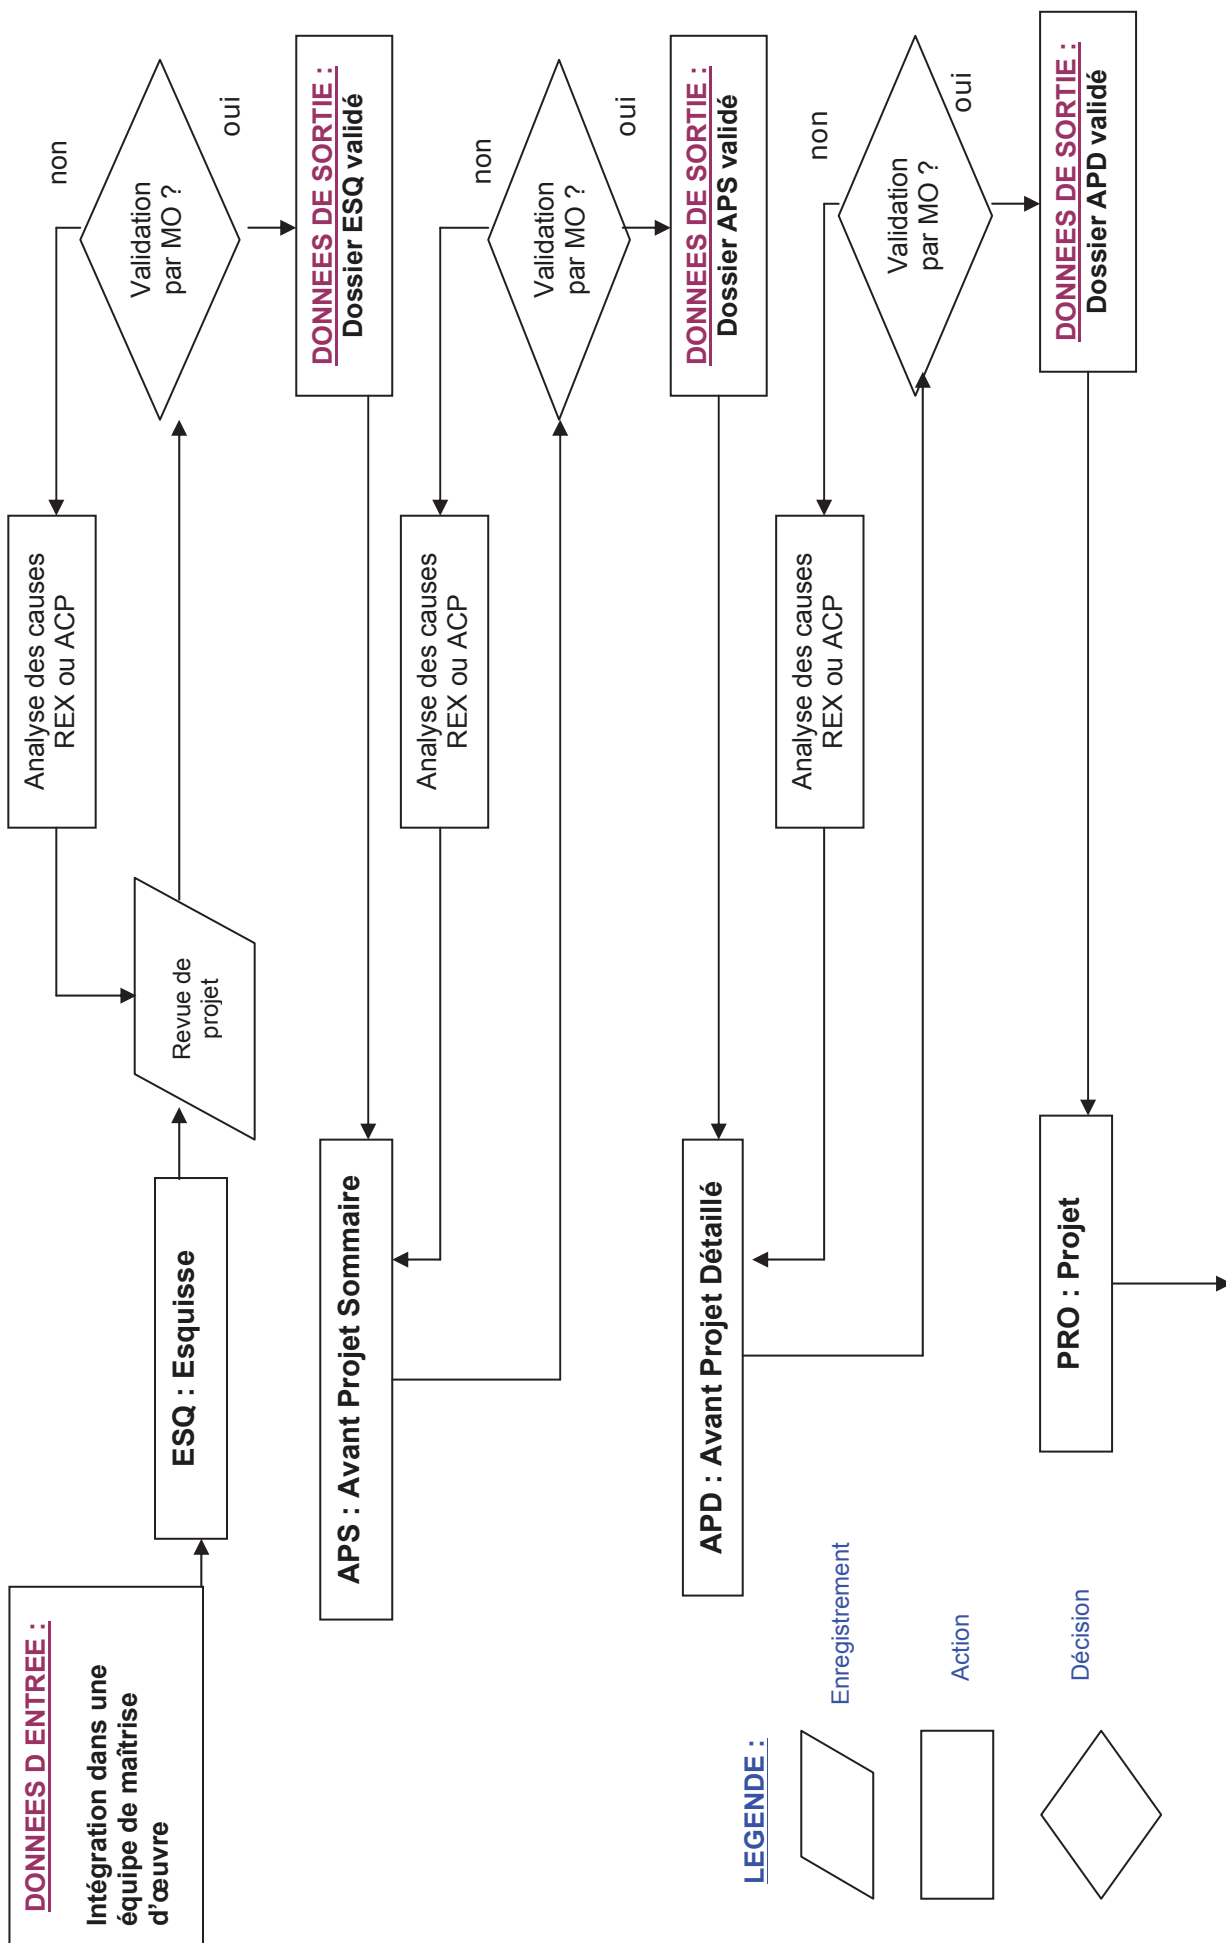 DONNEES D ENTREE :
Intégration dans une
équipe de maîtrise
d'œuvre
ESQ : Esquisse
Revue de
projet
Analyse des causes
REX ou ACP
Validation
par MO ?
non
oui
DONNEES DE SORTIE :
Dossier ESQ validé
APS : Avant Projet Sommaire
Analyse des causes
REX ou ACP
Validation
par MO ?
non
oui
DONNEES DE SORTIE :
Dossier APS validé
APD : Avant Projet Détaillé
Analyse des causes
REX ou ACP
Validation
par MO ?
non
oui
DONNEES DE SORTIE :
Dossier APD validé
PRO : Projet
LEGENDE :
Enregistrement
Action
Décision